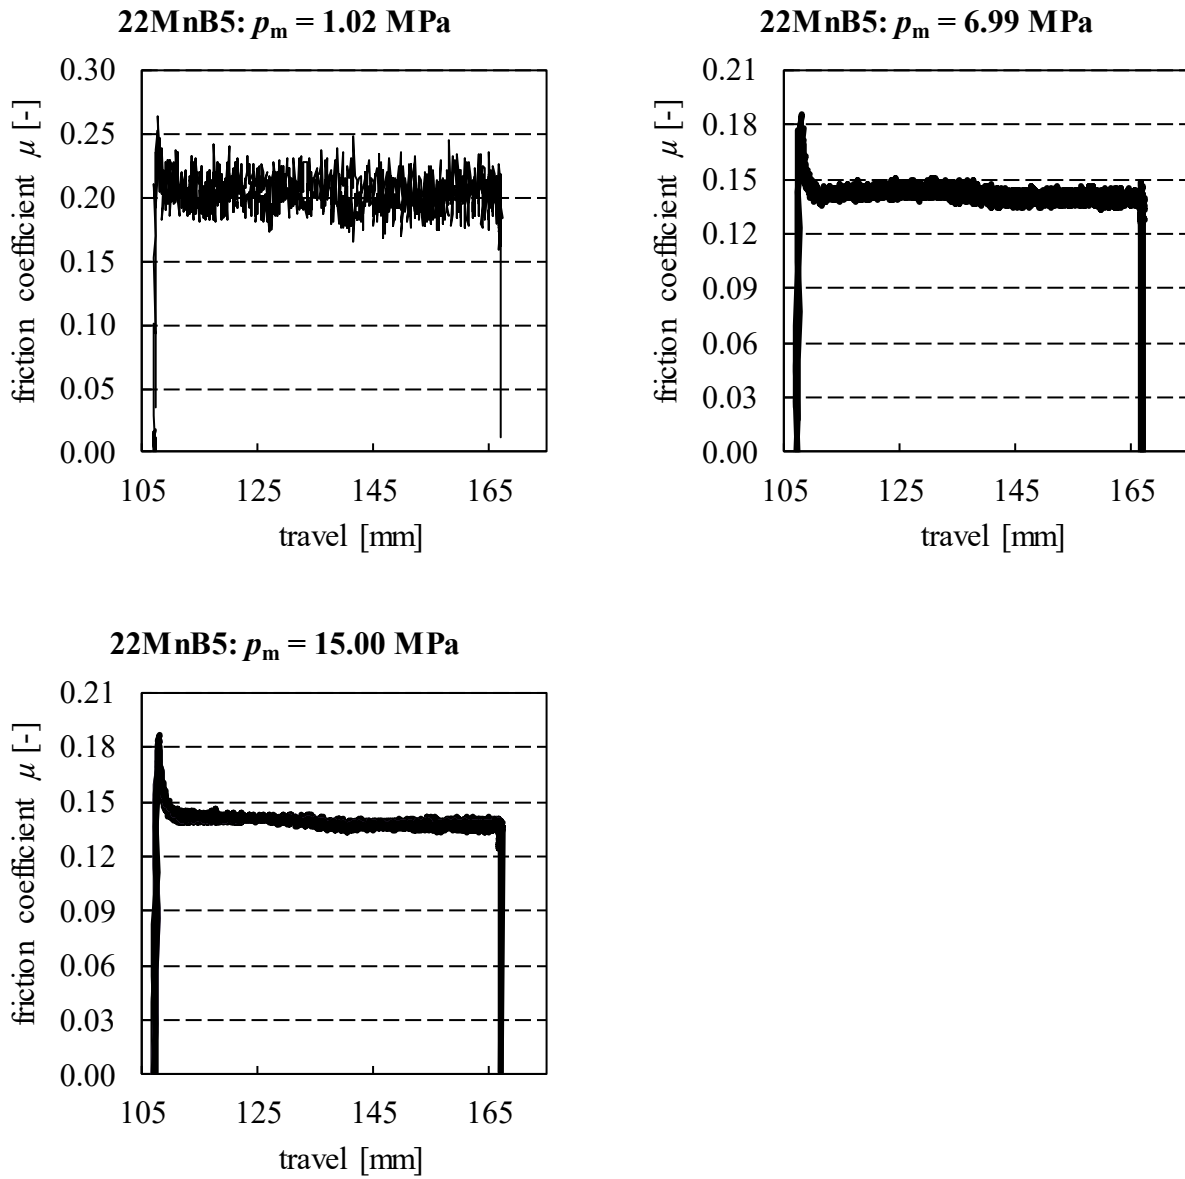 22MnB5: pm = 1.02 MPa
friction coefficient μ [-]
0.30
0.25
0.20
0.15
0.10
0.05
0.00
105 125 145 165
travel [mm]
22MnB5: pm = 6.99 MPa
friction coefficient μ [-]
0.21
0.18
0.15
0.12
0.09
0.06
0.03
0.00
105 125 145 165
travel [mm]
22MnB5: pm = 15.00 MPa
friction coefficient μ [-]
0.21
0.18
0.15
0.12
0.09
0.06
0.03
0.00
105 125 145 165
travel [mm]